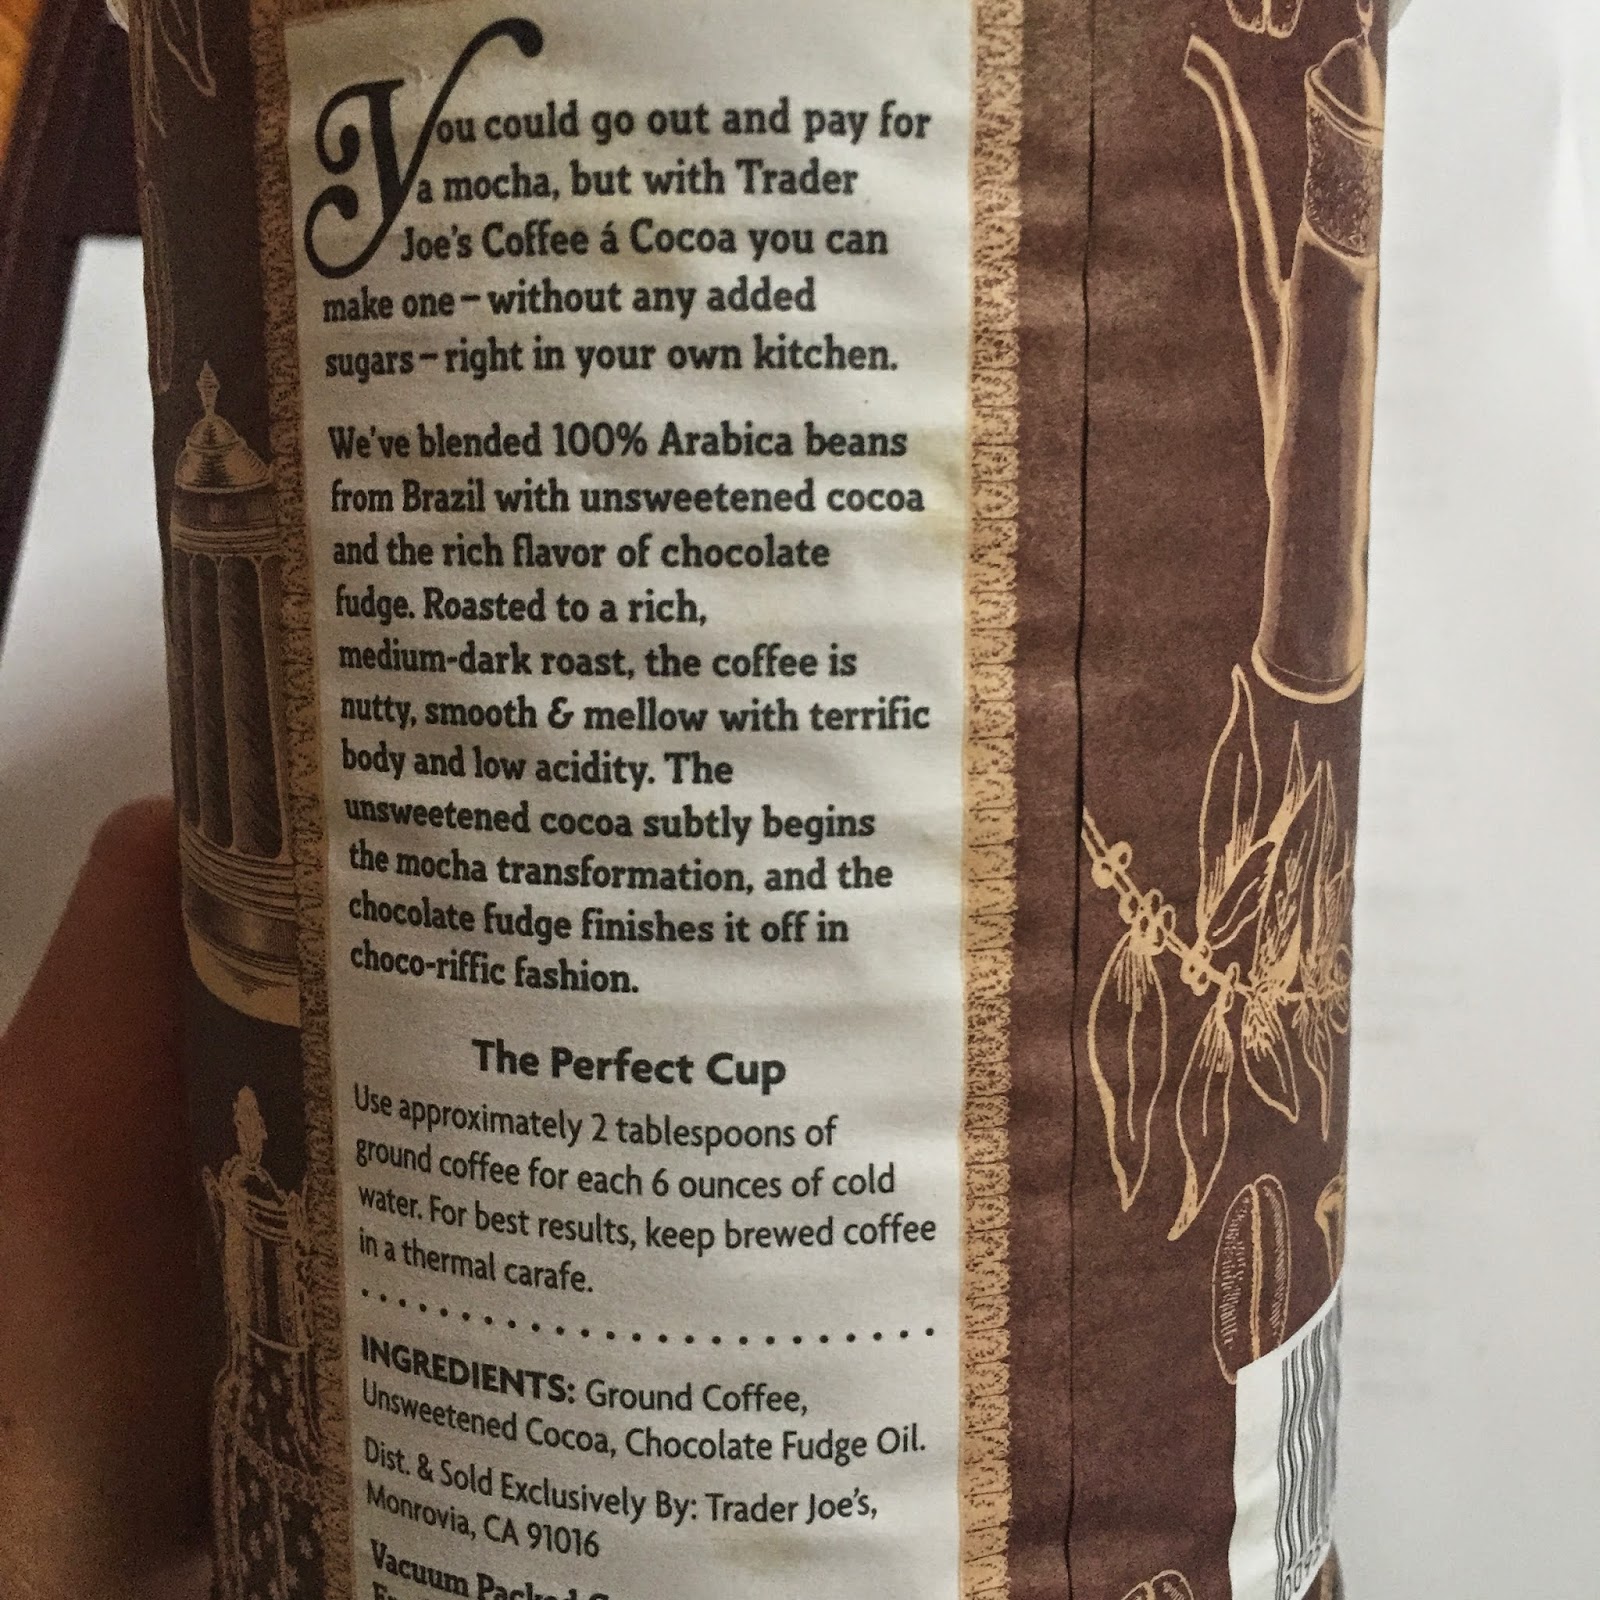 You could go out and pay for
a mocha, but with Trader
Joe's Coffee á Cocoa you can
make one – without any added
sugars – right in your own kitchen.
We've blended 100% Arabica beans
from Brazil with unsweetened cocoa
and the rich flavor of chocolate
fudge. Roasted to a rich,
medium-dark roast, the coffee is
nutty, smooth & mellow with terrific
body and low acidity. The
unsweetened cocoa subtly begins
the mocha transformation, and the
chocolate fudge finishes it off in
choco-riffic fashion.
The Perfect Cup
Use approximately 2 tablespoons of
ground coffee for each 6 ounces of cold
water. For best results, keep brewed coffee
in a thermal carafe.
INGREDIENTS: Ground Coffee,
Unsweetened Cocoa, Chocolate Fudge Oil.
Dist. & Sold Exclusively By: Trader Joe's,
Monrovia, CA 91016
Vacuum Packed